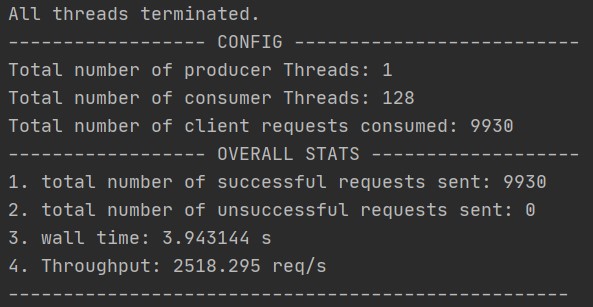 All threads terminated.
----------------- CONFIG --------------------------
Total number of producer Threads: 1
Total number of consumer Threads: 128
Total number of client requests consumed: 9930
----------------- OVERALL STATS -------------------
1. total number of successful requests sent: 9930
2. total number of unsuccessful requests sent: 0
3. wall time: 3.943144 s
4. Throughput: 2518.295 req/s
---------------------------------------------------